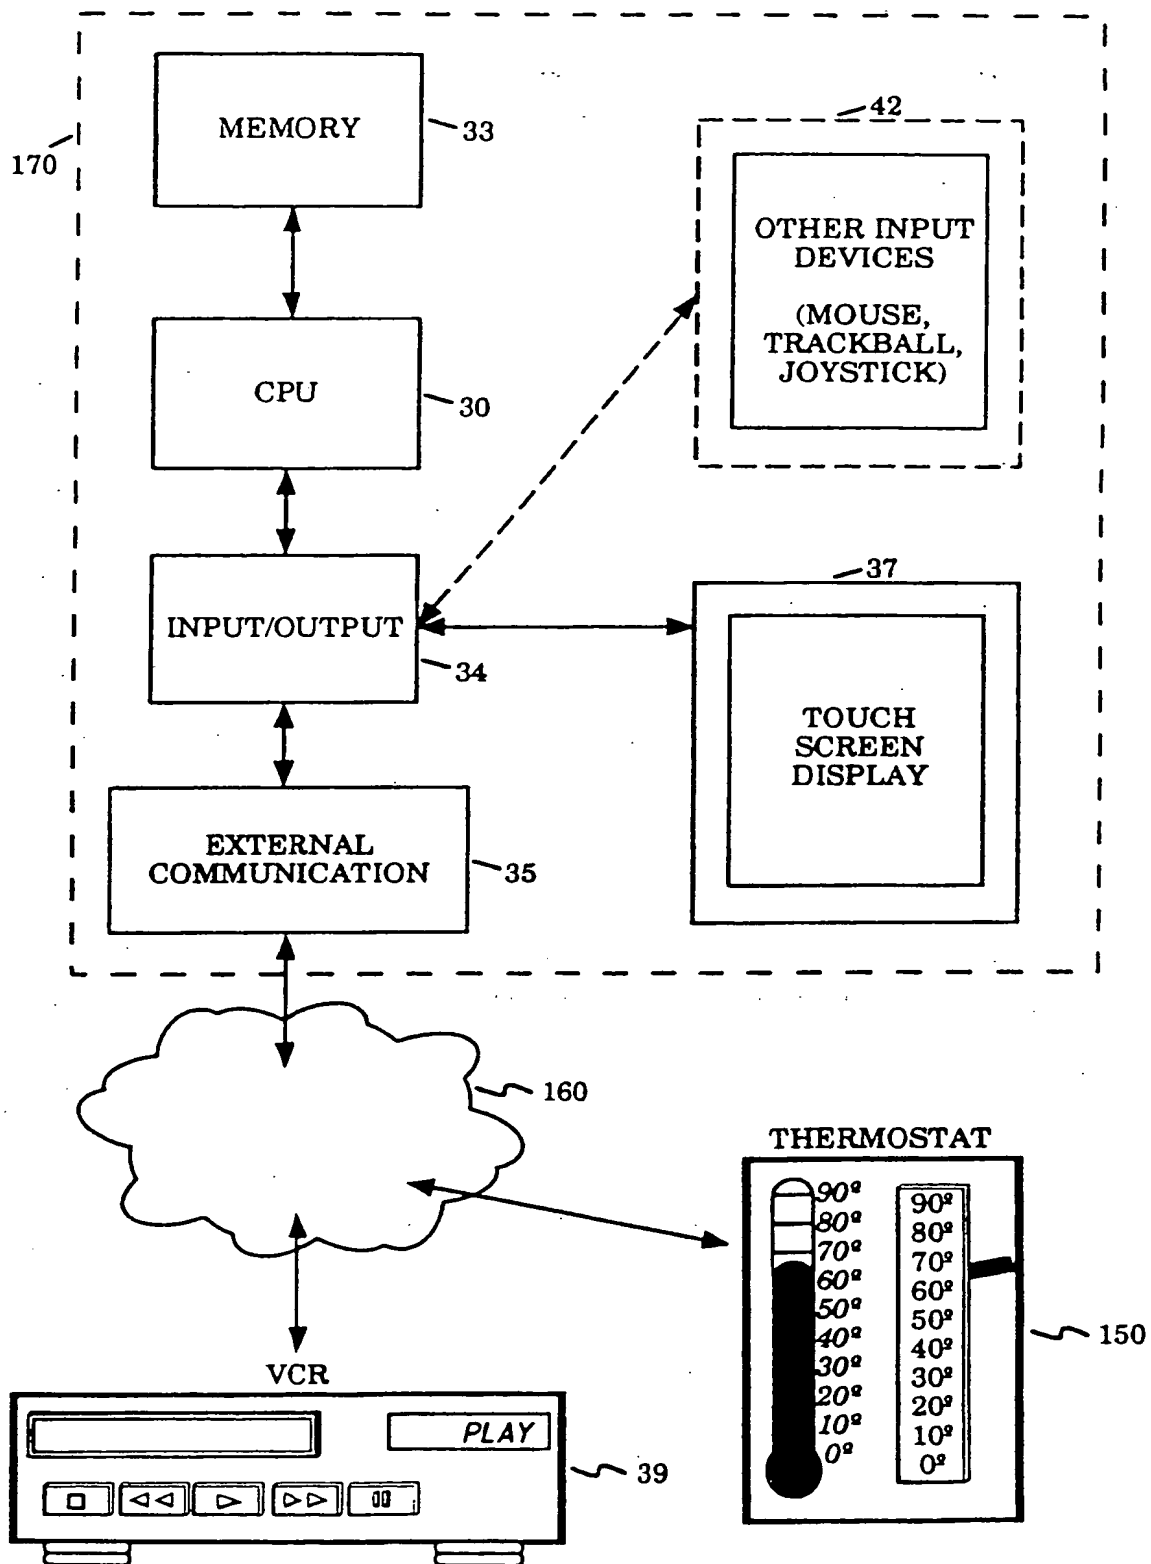 170
MEMORY
33
CPU
30
INPUT/OUTPUT
34
EXTERNAL
COMMUNICATION
35
42
OTHER INPUT
DEVICES
(MOUSE,
TRACKBALL,
JOYSTICK)
37
TOUCH
SCREEN
DISPLAY
160
THERMOSTAT
90º
80º
70º
60º
50º
40º
30º
20º
10º
0º
90º
80º
70º
60º
50º
40º
30º
20º
10º
0º
150
VCR
PLAY
39